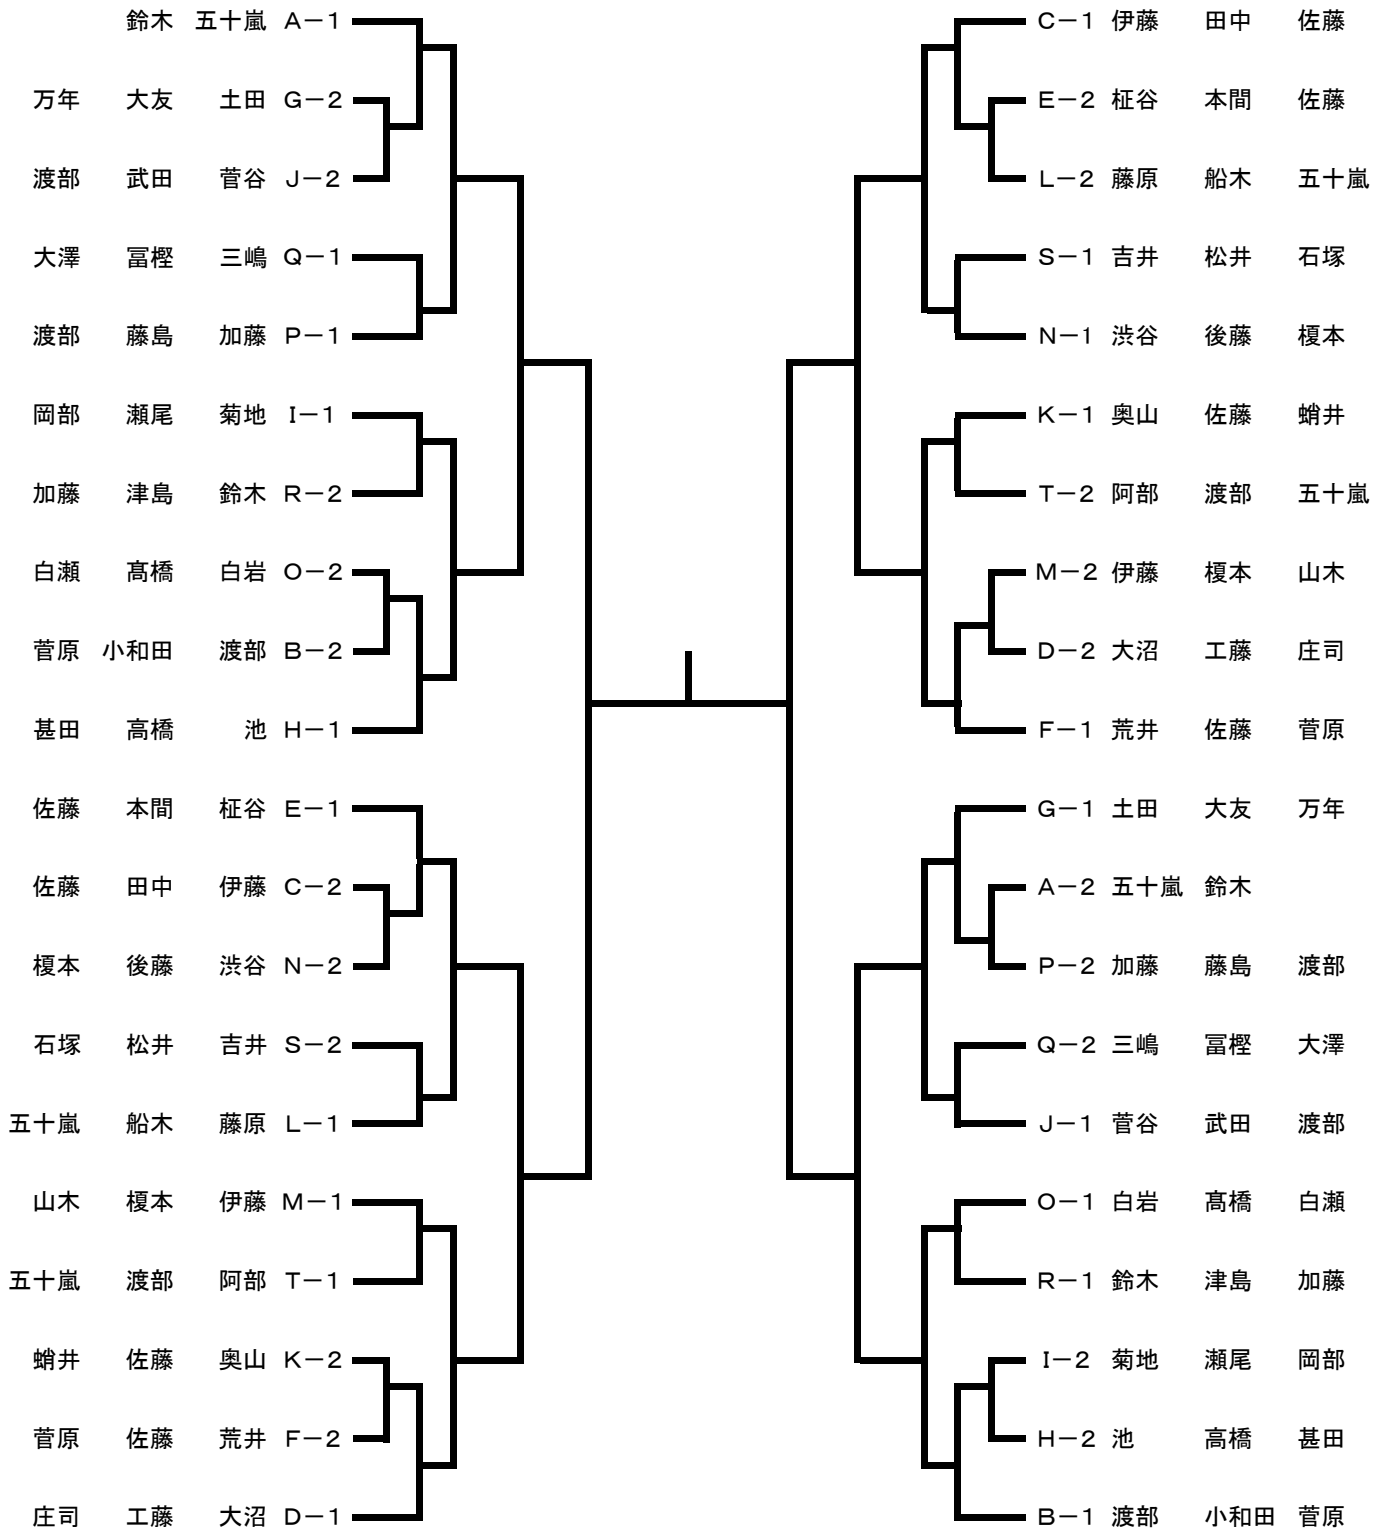 鈴木 五十嵐 A－1
万年 大友 土田 G－2
渡部 武田 菅谷 J－2
大澤 冨樫 三嶋 Q－1
渡部 藤島 加藤 P－1
岡部 瀬尾 菊地 I－1
加藤 津島 鈴木 R－2
白瀬 髙橋 白岩 O－2
菅原 小和田 渡部 B－2
甚田 高橋 池 H－1
佐藤 本間 柾谷 E－1
佐藤 田中 伊藤 C－2
榎本 後藤 渋谷 N－2
石塚 松井 吉井 S－2
五十嵐 船木 藤原 L－1
山木 榎本 伊藤 M－1
五十嵐 渡部 阿部 T－1
蛸井 佐藤 奥山 K－2
菅原 佐藤 荒井 F－2
庄司 工藤 大沼 D－1
C－1 伊藤 田中 佐藤
E－2 柾谷 本間 佐藤
L－2 藤原 船木 五十嵐
S－1 吉井 松井 石塚
N－1 渋谷 後藤 榎本
K－1 奥山 佐藤 蛸井
T－2 阿部 渡部 五十嵐
M－2 伊藤 榎本 山木
D－2 大沼 工藤 庄司
F－1 荒井 佐藤 菅原
G－1 土田 大友 万年
A－2 五十嵐 鈴木
P－2 加藤 藤島 渡部
Q－2 三嶋 冨樫 大澤
J－1 菅谷 武田 渡部
O－1 白岩 髙橋 白瀬
R－1 鈴木 津島 加藤
I－2 菊地 瀬尾 岡部
H－2 池 高橋 甚田
B－1 渡部 小和田 菅原